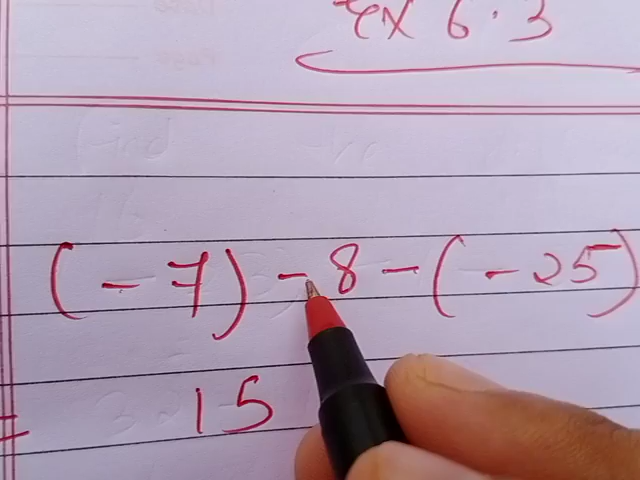 Ex 6.3
(-7) - 8 - (-25)
= 15